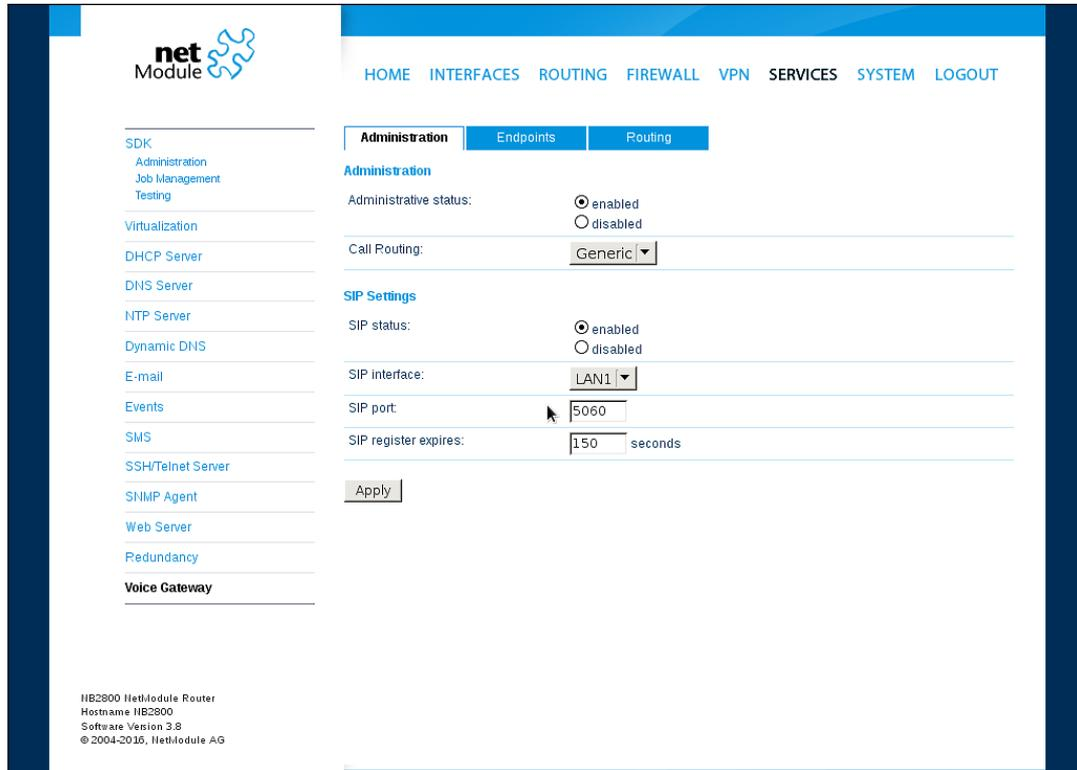 net
Module
HOME INTERFACES ROUTING FIREWALL VPN SERVICES SYSTEM LOGOUT
SDK
Administration
Job Management
Testing
Virtualization
DHCP Server
DNS Server
NTP Server
Dynamic DNS
E-mail
Events
SMS
SSH/Telnet Server
SNMP Agent
Web Server
Redundancy
Voice Gateway
Administration Endpoints Routing
Administration
Administrative status:
enabled
disabled
Call Routing: Generic
SIP Settings
SIP status:
enabled
disabled
SIP interface: LAN1
SIP port: 5060
SIP register expires: 150 seconds
Apply
NB2800 NetModule Router
Hostname NB2800
Software Version 3.8
© 2004-2016, NetModule AG